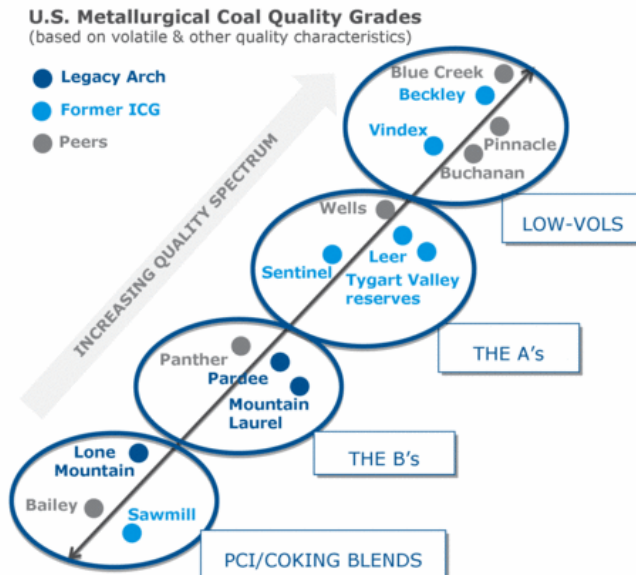 U.S. Metallurgical Coal Quality Grades
(based on volatile & other quality characteristics)
Legacy Arch
Former ICG
Peers
INCREASING QUALITY SPECTRUM
Blue Creek
Beckley
Vindex
Pinnacle
Buchanan
LOW-VOLS
Wells
Leer
Sentinel
Tygart Valley
reserves
THE A's
Panther
Pardee
Mountain
Laurel
THE B's
Lone
Mountain
Bailey
Sawmill
PCI/COKING BLENDS